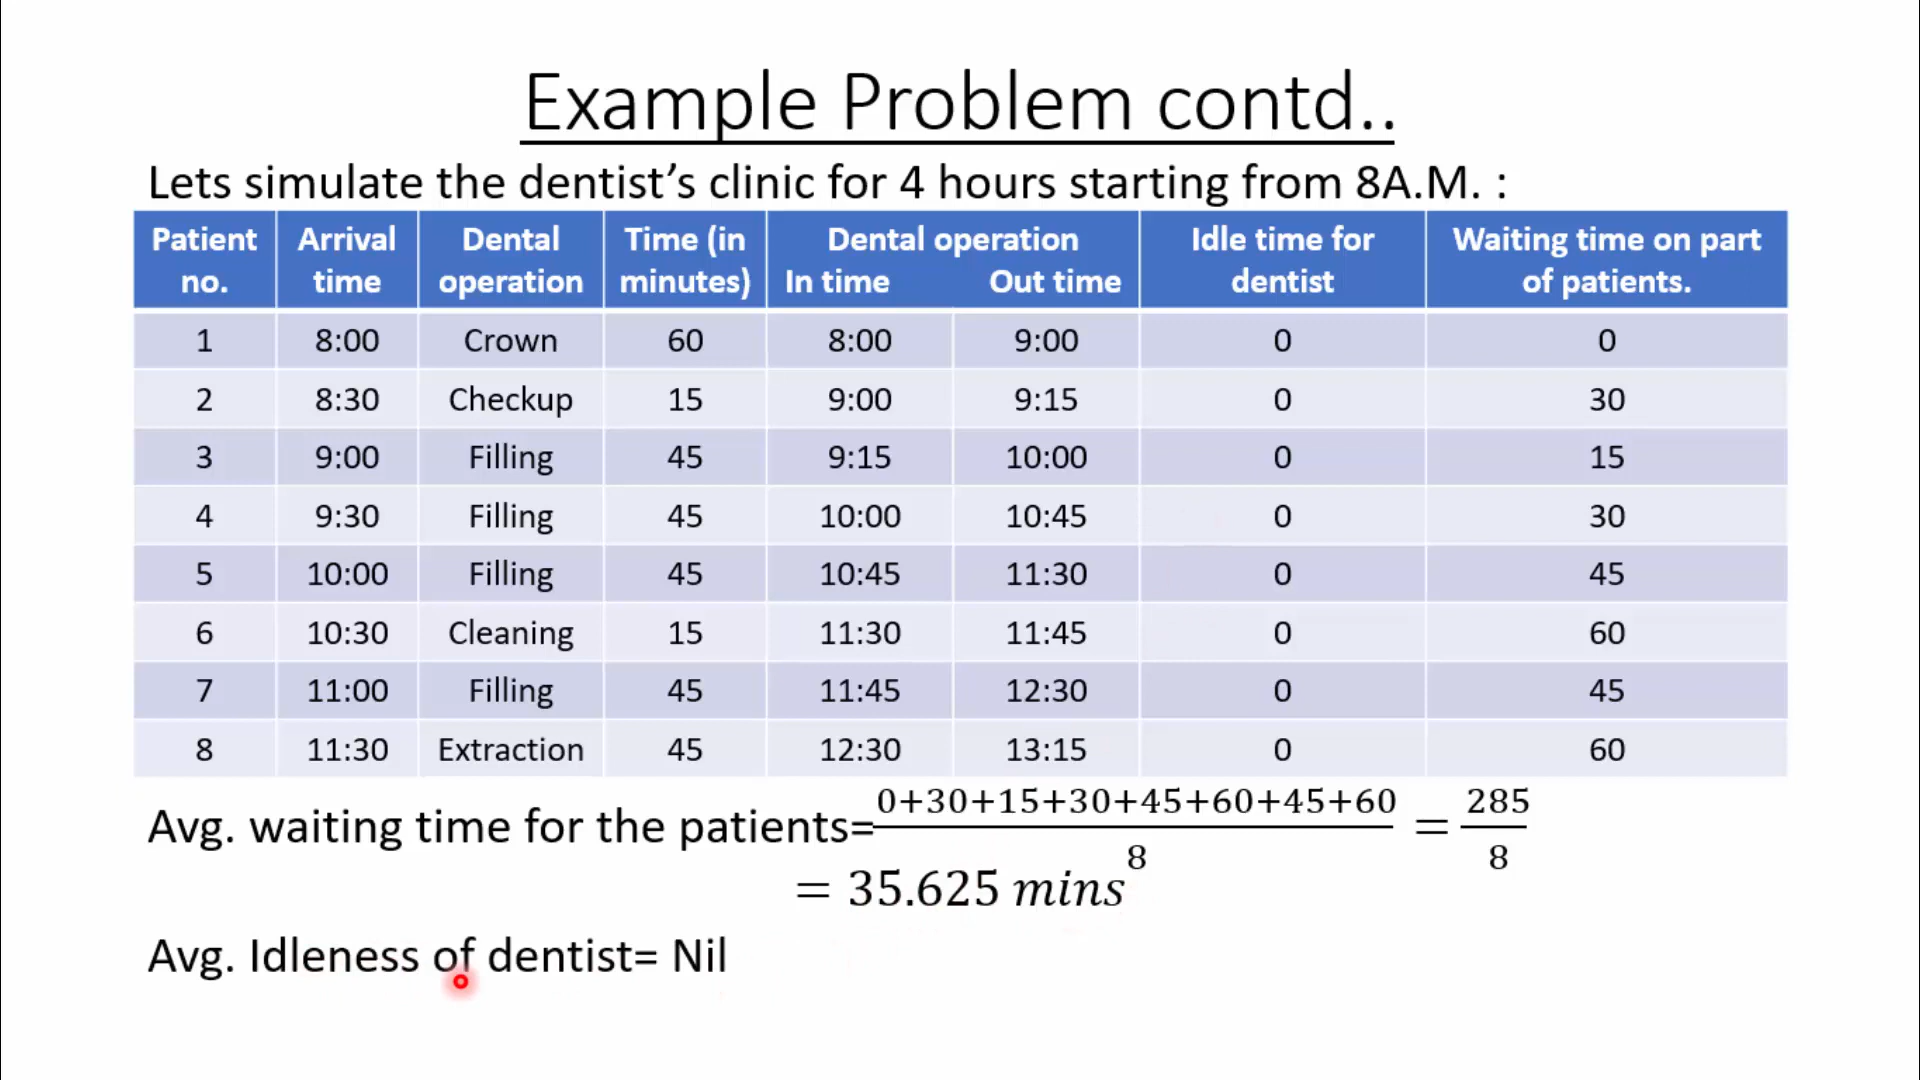 Example Problem contd..
Lets simulate the dentist’s clinic for 4 hours starting from 8A.M. :
Patient no. Arrival time Dental operation Time (in minutes) Dental operation In time Out time Idle time for dentist Waiting time on part of patients.
1 8:00 Crown 60 8:00 9:00 0 0
2 8:30 Checkup 15 9:00 9:15 0 30
3 9:00 Filling 45 9:15 10:00 0 15
4 9:30 Filling 45 10:00 10:45 0 30
5 10:00 Filling 45 10:45 11:30 0 45
6 10:30 Cleaning 15 11:30 11:45 0 60
7 11:00 Filling 45 11:45 12:30 0 45
8 11:30 Extraction 45 12:30 13:15 0 60
Avg. waiting time for the patients= 0+30+15+30+45+60+45+60 / 8 = 285 / 8
= 35.625 mins
Avg. Idleness of dentist= Nil